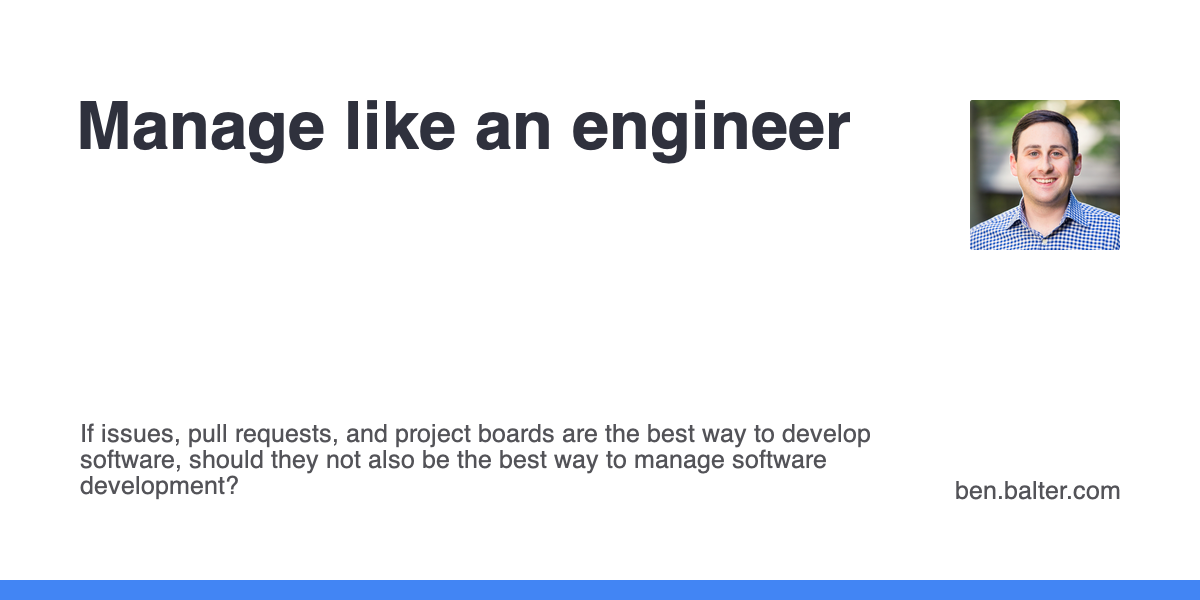 Manage like an engineer
If issues, pull requests, and project boards are the best way to develop
software, should they not also be the best way to manage software
development?
ben.balter.com